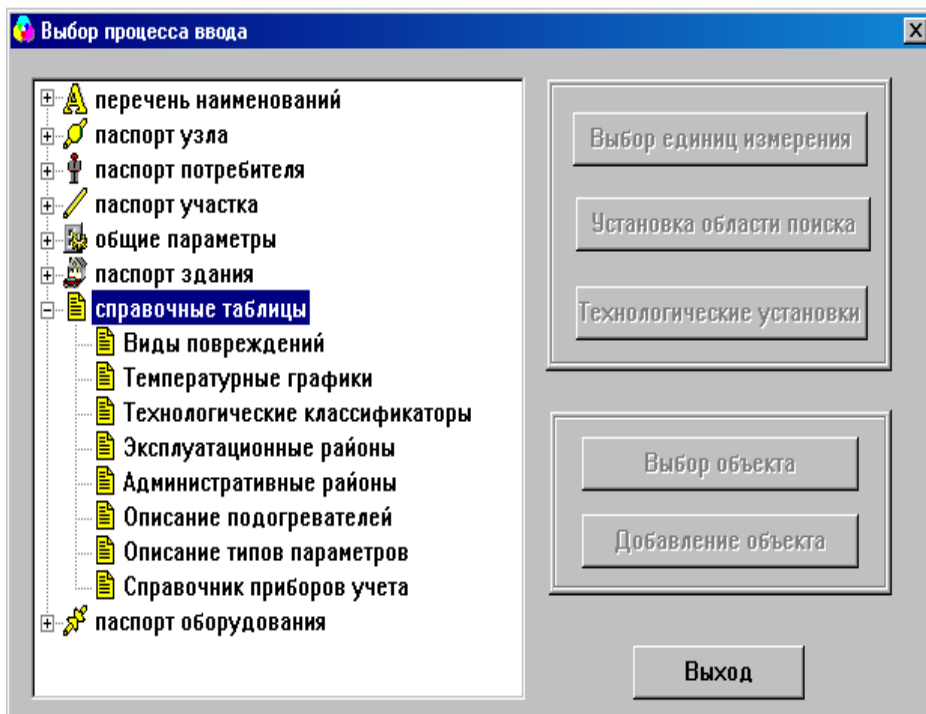 Выбор процесса ввода
перечень наименований
паспорт узла
паспорт потребителя
паспорт участка
общие параметры
паспорт здания
справочные таблицы
Виды повреждений
Температурные графики
Технологические классификаторы
Эксплуатационные районы
Административные районы
Описание подогревателей
Описание типов параметров
Справочник приборов учета
паспорт оборудования
Выбор единиц измерения
Установка области поиска
Технологические установки
Выбор объекта
Добавление объекта
Выход